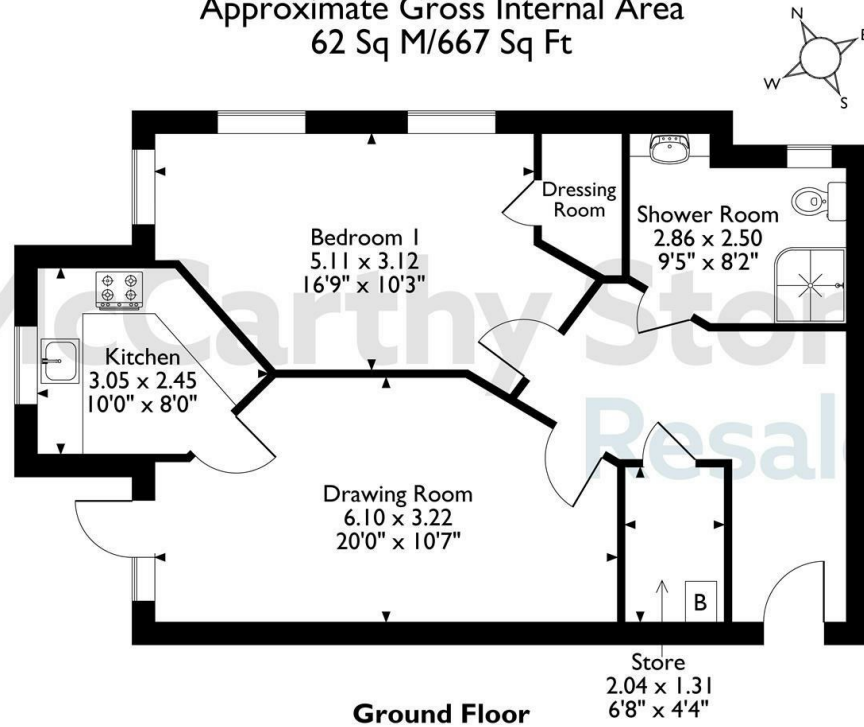 Approximate Gross Internal Area
62 Sq M/667 Sq Ft
N
E
W
S
Dressing
Room
Shower Room
2.86 x 2.50
9'5" x 8'2"
Bedroom 1
5.11 x 3.12
16'9" x 10'3"
McCarthy Ston
Kitchen
3.05 x 2.45
10'0" x 8'0"
Resal
Drawing Room
6.10 x 3.22
20'0" x 10'7"
B
Store
2.04 x 1.31
6'8" x 4'4"
Ground Floor